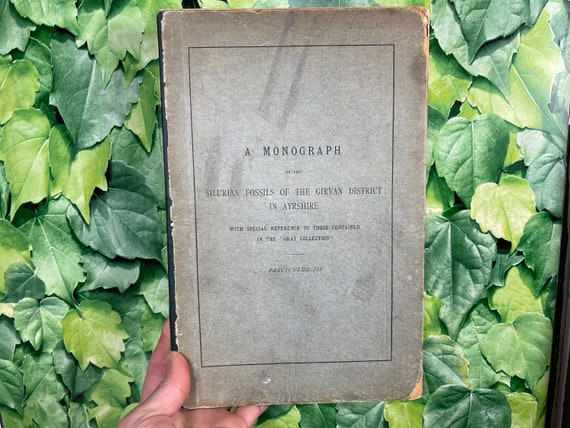 A MONOGRAPH
OF THE
SILURIAN FOSSILS OF THE GIRVAN DISTRICT
IN AYRSHIRE
WITH SPECIAL REFERENCE TO THOSE CONTAINED
IN THE "GRAY COLLECTION"
FASCICULUS III